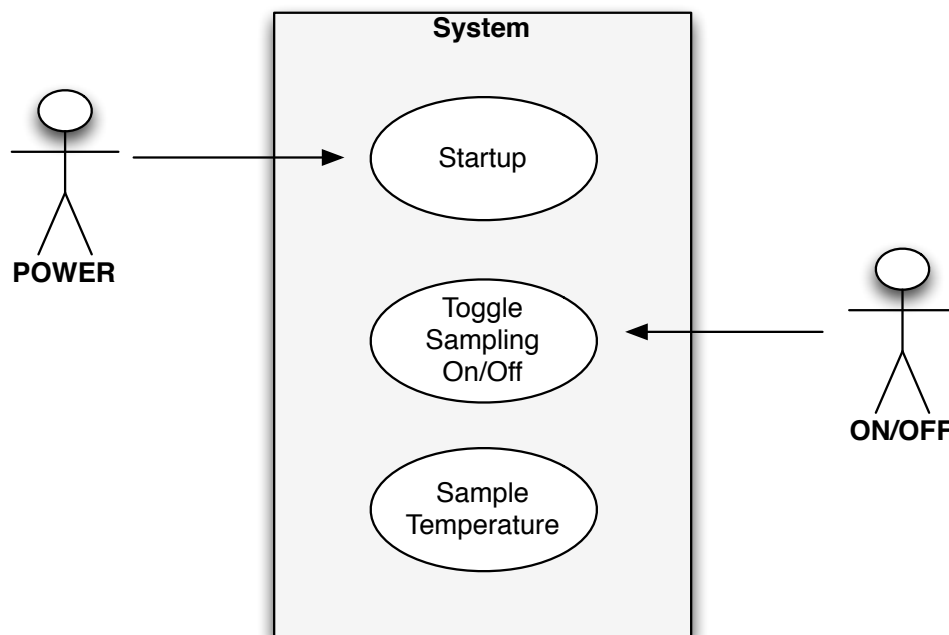 System
Startup
POWER
Toggle
Sampling
On/Off
ON/OFF
Sample
Temperature